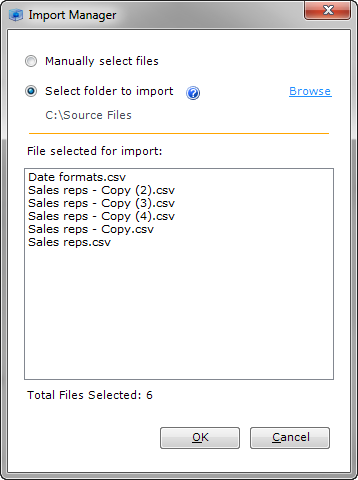 Import Manager
Manually select files
Select folder to import ? Browse
C:\Source Files
File selected for import:
Date formats.csv
Sales reps - Copy (2).csv
Sales reps - Copy (3).csv
Sales reps - Copy (4).csv
Sales reps - Copy.csv
Sales reps.csv
Total Files Selected: 6
OK Cancel